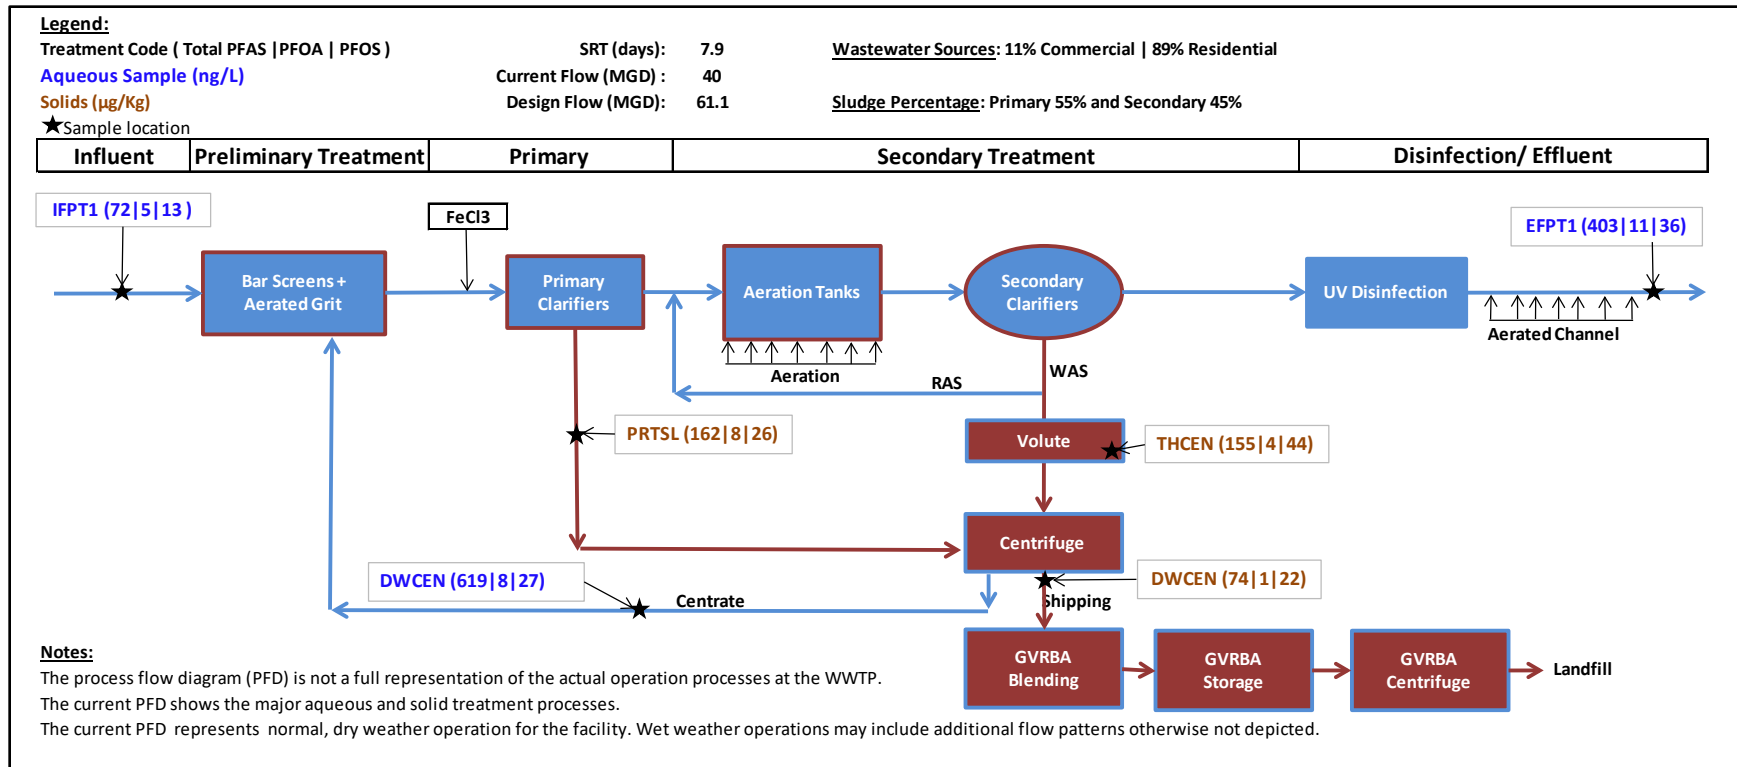 Legend:
Treatment Code ( Total PFAS |PFOA | PFOS )
SRT (days): 7.9
Wastewater Sources: 11% Commercial | 89% Residential
Aqueous Sample (ng/L)
Current Flow (MGD) : 40
Solids (µg/Kg)
Design Flow (MGD): 61.1
Sludge Percentage: Primary 55% and Secondary 45%
★Sample location
Influent
Preliminary Treatment
Primary
Secondary Treatment
Disinfection/ Effluent
IFPT1 (72|5|13 )
FeCl3
EFPT1 (403|11|36)
Bar Screens +
Aerated Grit
Primary
Clarifiers
Aeration Tanks
Secondary
Clarifiers
UV Disinfection
Aerated Channel
Aeration
RAS
WAS
PRTSL (162|8|26)
Volute
THCEN (155|4|44)
Centrifuge
DWCEN (619|8|27)
Centrate
DWCEN (74|1|22)
Shipping
GVRBA
Blending
GVRBA
Storage
GVRBA
Centrifuge
Landfill
Notes:
The process flow diagram (PFD) is not a full representation of the actual operation processes at the WWTP.
The current PFD shows the major aqueous and solid treatment processes.
The current PFD represents normal, dry weather operation for the facility. Wet weather operations may include additional flow patterns otherwise not depicted.